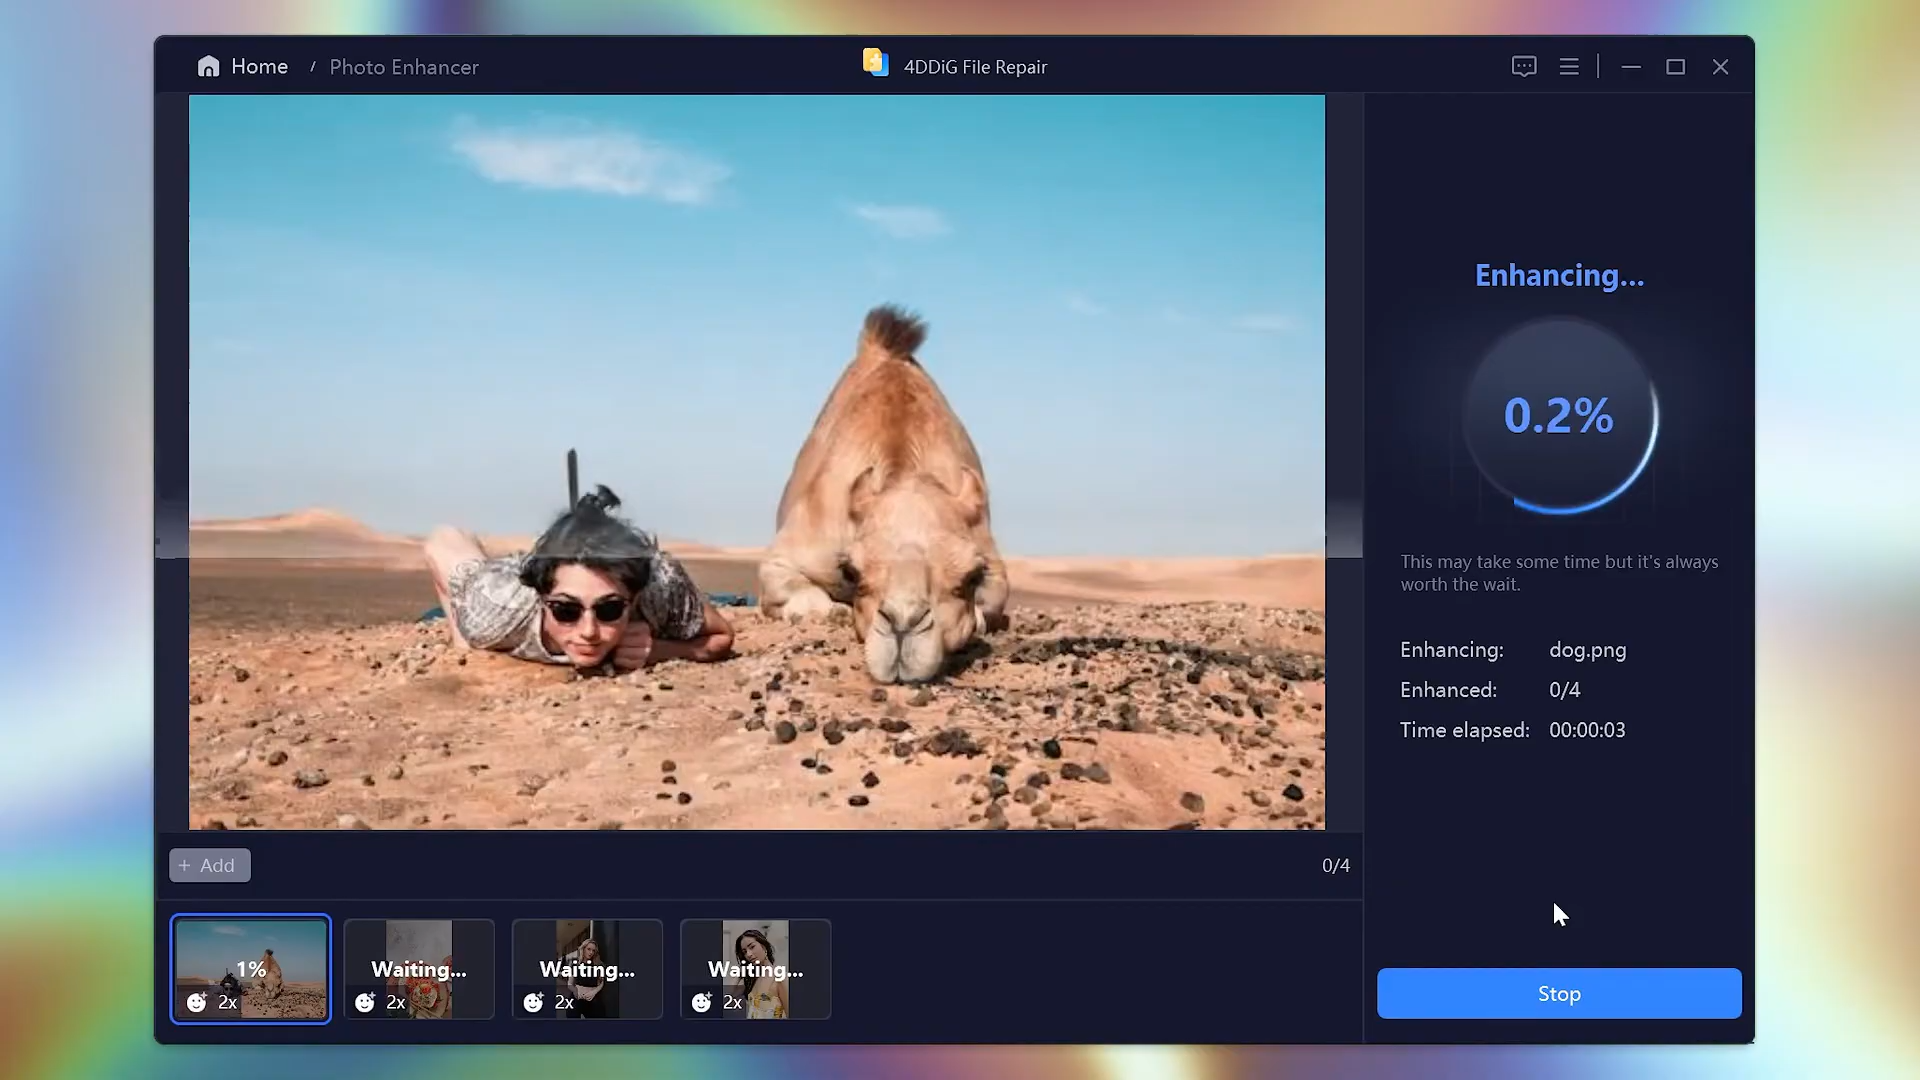 Home / Photo Enhancer
4DDiG File Repair
Enhancing...
0.2%
This may take some time but it's always
worth the wait.
Enhancing: dog.png
Enhanced: 0/4
Time elapsed: 00:00:03
+ Add
0/4
1%
2x
Waiting...
2x
Waiting...
2x
Waiting...
2x
Stop